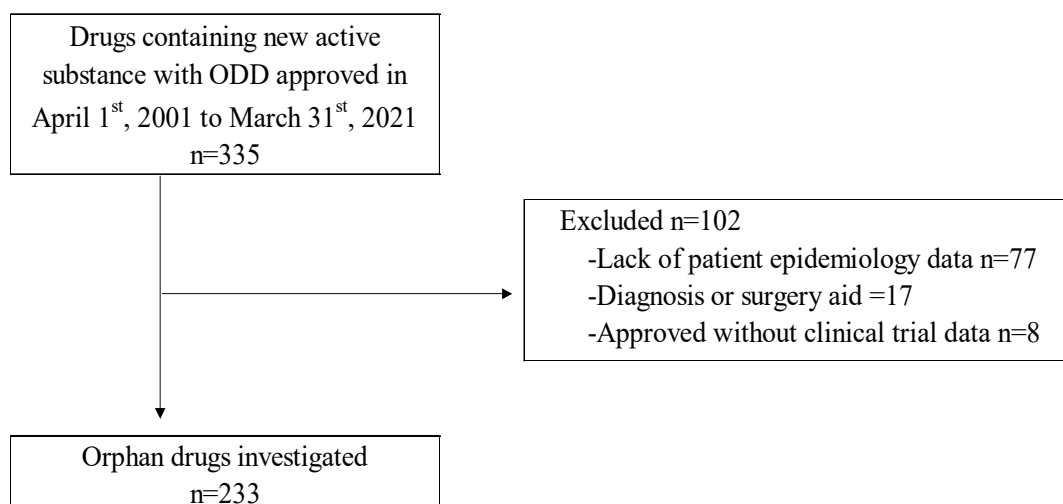 Drugs containing new active
substance with ODD approved in
April 1st, 2001 to March 31st, 2021
n=335
Excluded n=102
-Lack of patient epidemiology data n=77
-Diagnosis or surgery aid =17
-Approved without clinical trial data n=8
Orphan drugs investigated
n=233